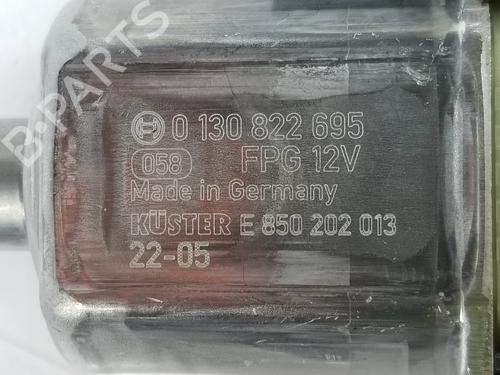 B-PARTS
0 130 822 695
058 FPG 12V
Made in Germany
KÜSTER E 850 202 013
22-05